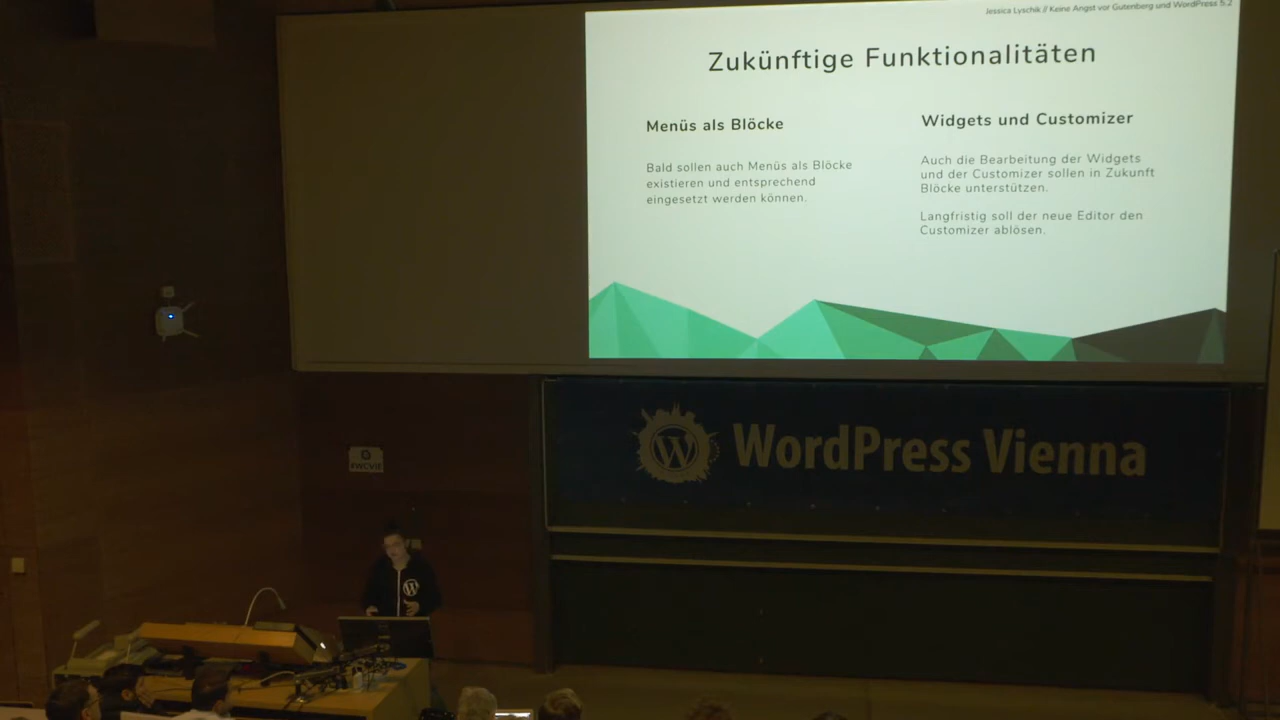 Jessica Lyschik // Keine Angst vor Gutenberg und WordPress 5.2
Zukünftige Funktionalitäten
Menüs als Blöcke
Bald sollen auch Menüs als Blöcke
existieren und entsprechend
eingesetzt werden können.
Widgets und Customizer
Auch die Bearbeitung der Widgets
und der Customizer sollen in Zukunft
Blöcke unterstützen.
Langfristig soll der neue Editor den
Customizer ablösen.
WordPress Vienna
#WCVIE